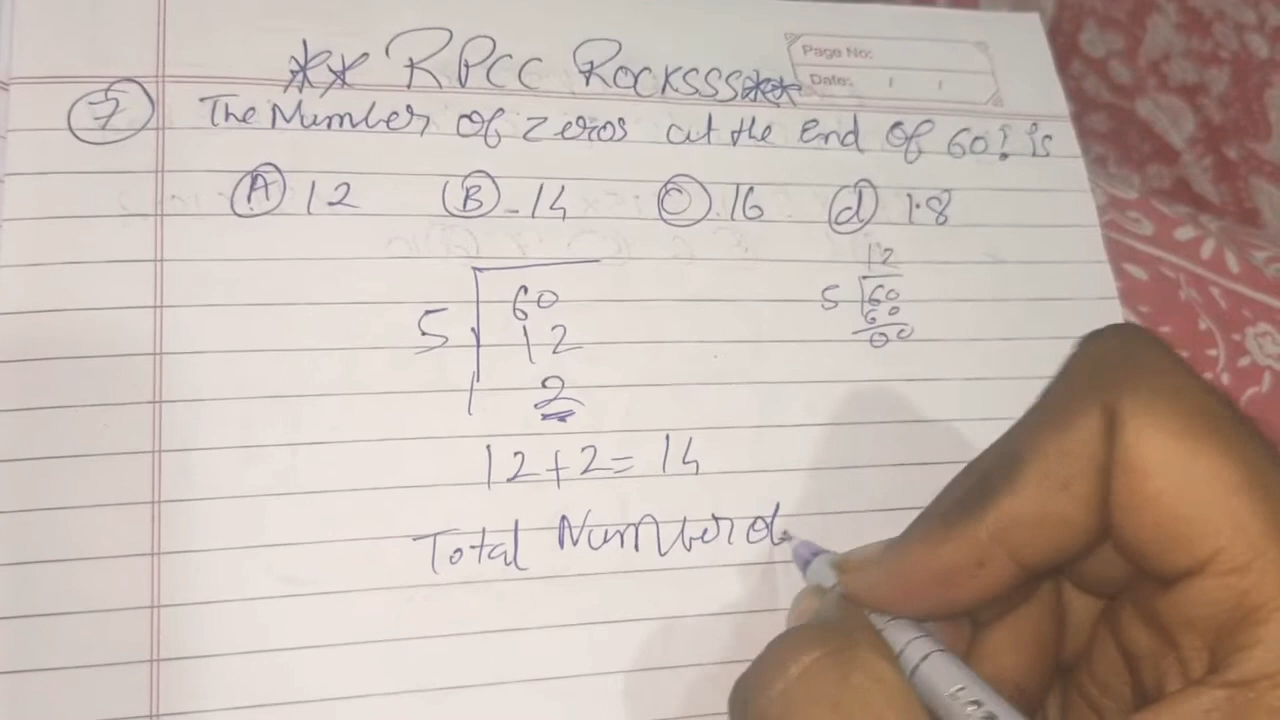 ** RPCC ROCKSSS**
Page No:
Date:
7 The Number Of Zeros at the End Of 60! is
A 12 B 14 C 16 d 18
12
5 60
60
00
5 60
12
2
12+2=14
Total Number of